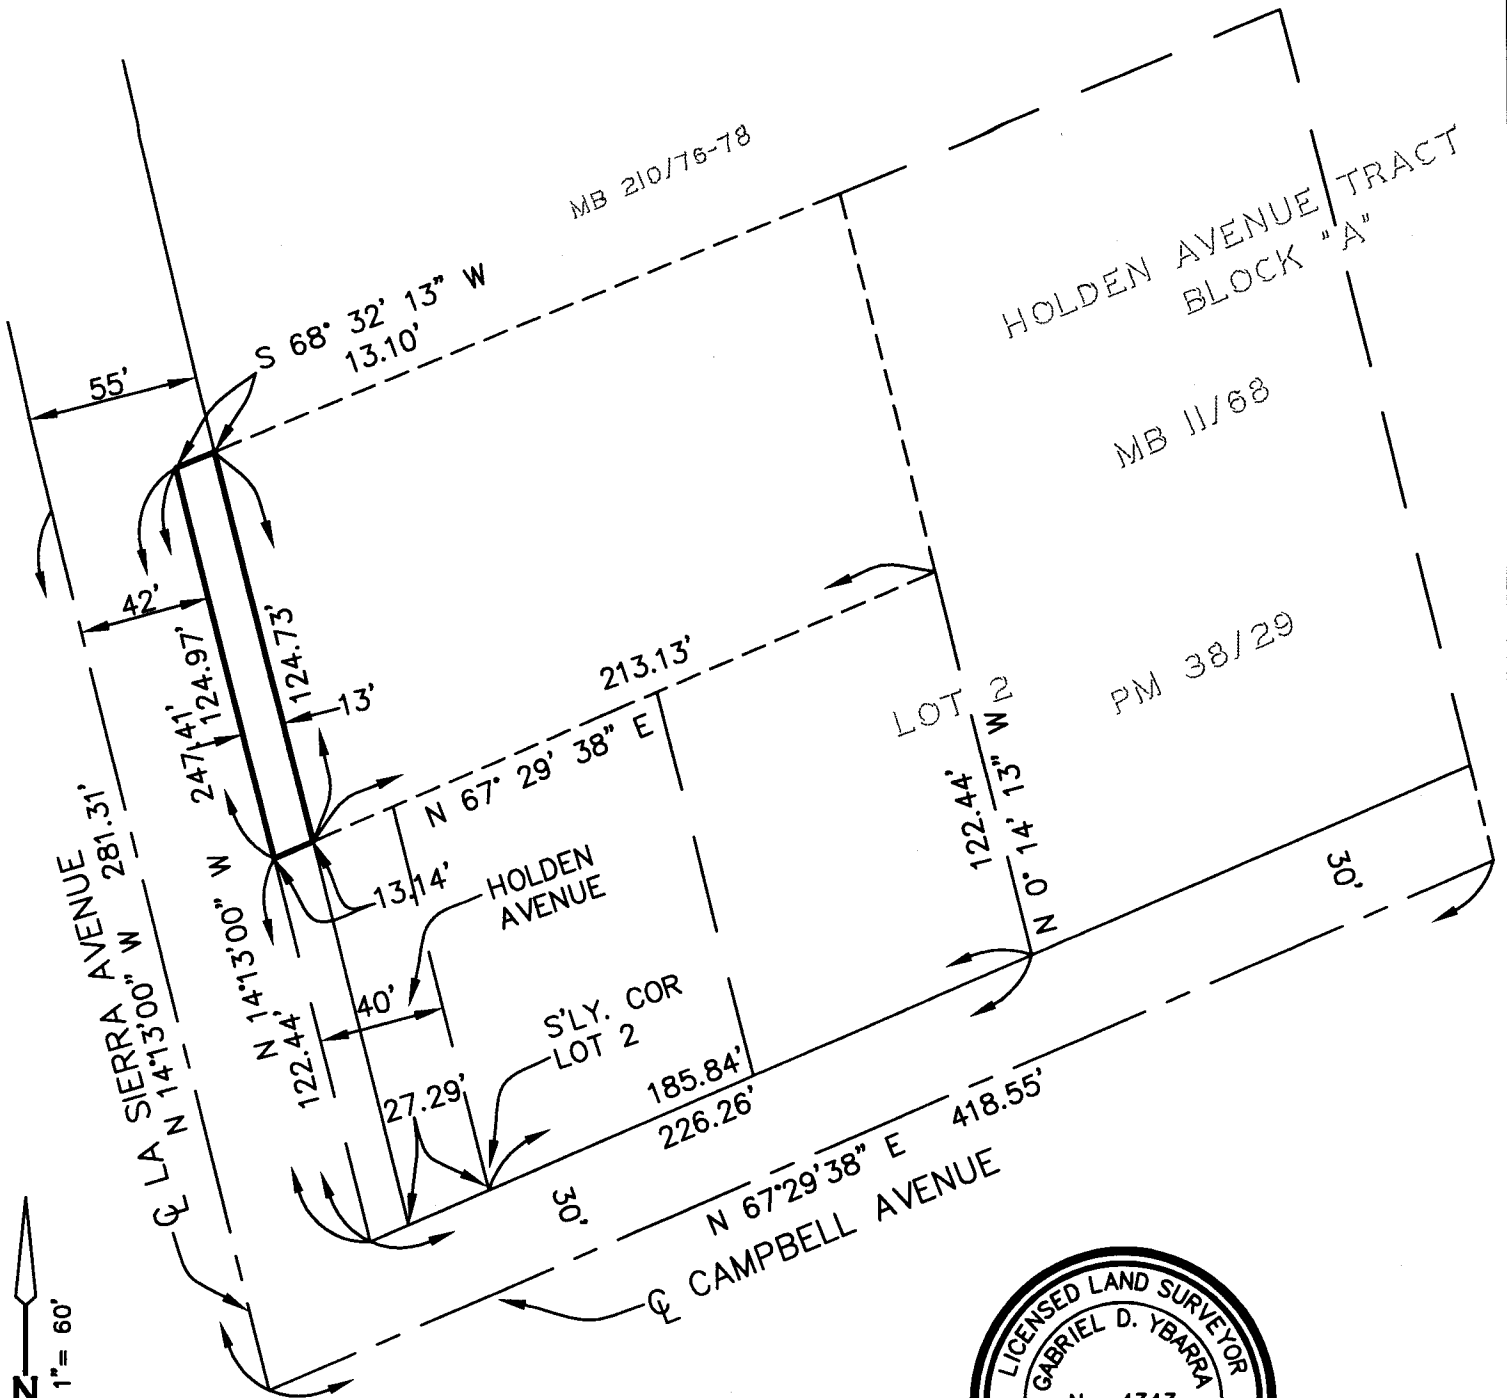 MB 210/76-78
HOLDEN AVENUE TRACT
BLOCK "A"
S 68° 32' 13" W
13.10'
55'
MB 11/68
42'
124.97'
124.73'
213.13'
PM 38/29
LOT 2
13'
247.41'
N 67° 29' 38" E
122.44'
N 0° 14' 13" W
℄ LA SIERRA AVENUE
N 14°13'00" W 281.31'
N 14°13'00" W
122.44'
13.14'
HOLDEN
AVENUE
30'
40'
S'LY. COR
LOT 2
27.29'
185.84'
226.26'
418.55'
30'
N 67°29'38" E
℄ CAMPBELL AVENUE
N
1"= 60'
LICENSED LAND SURVEYOR
GABRIEL D. YBARRA